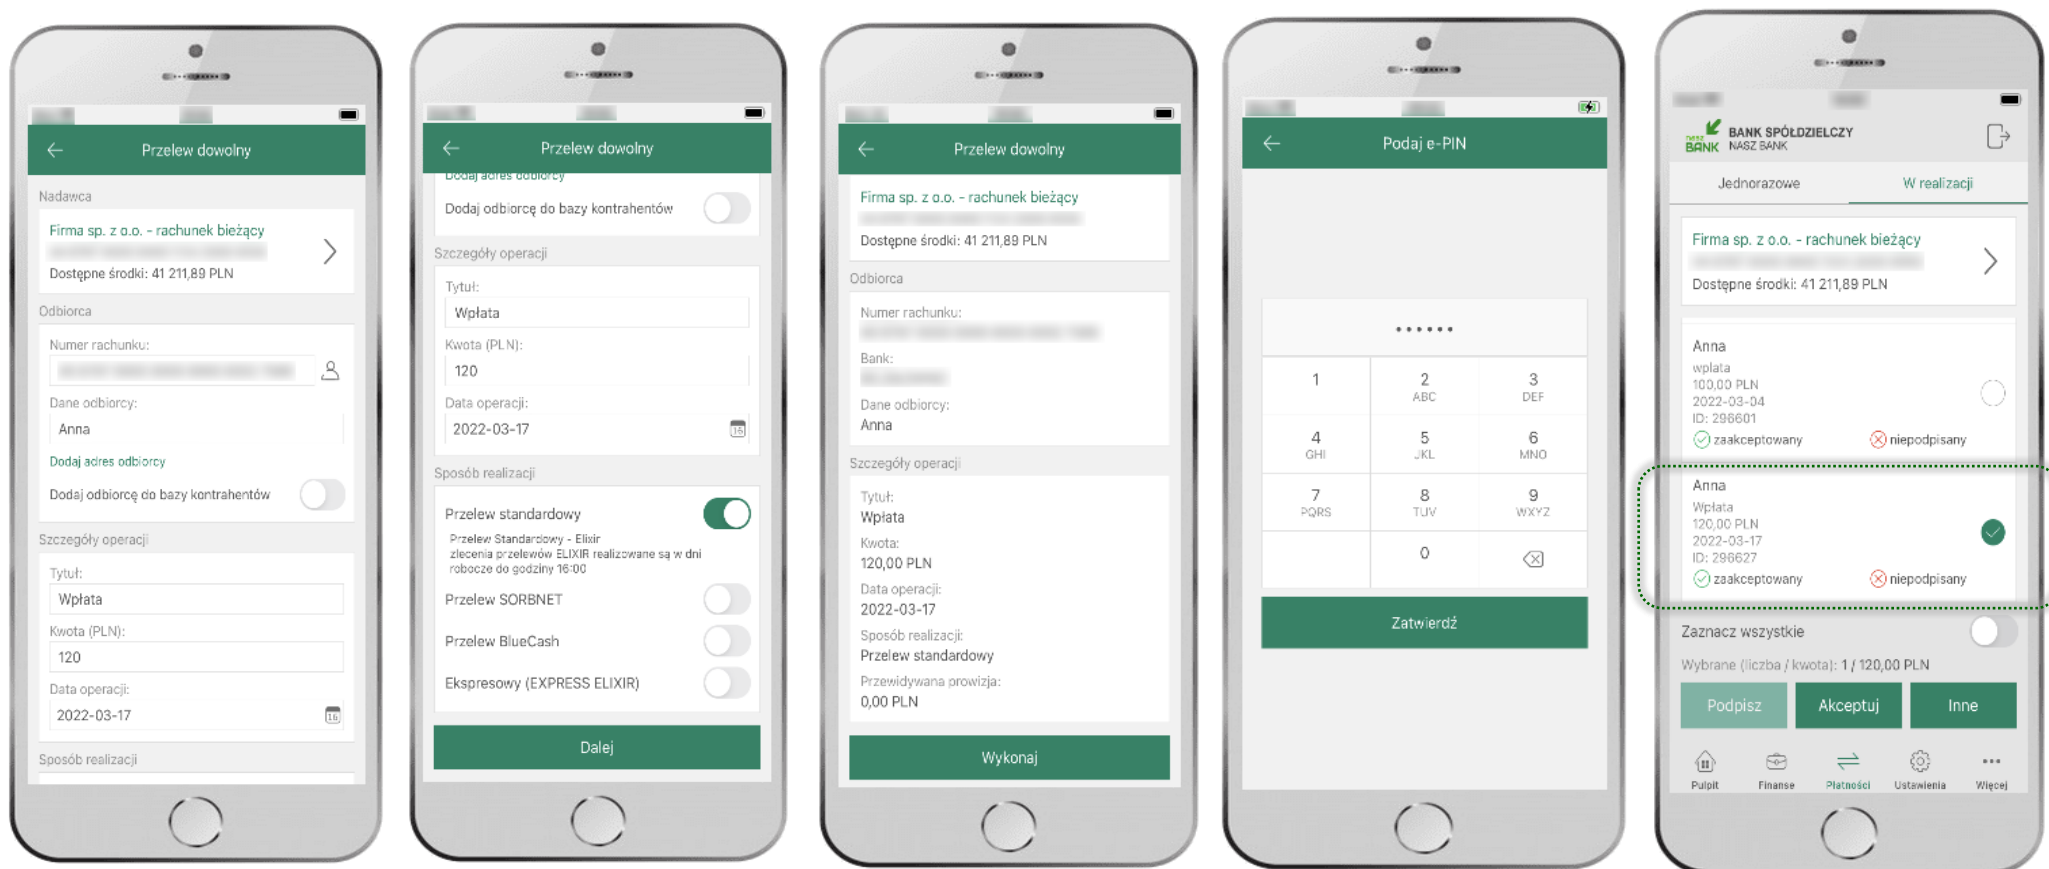 Przelew dowolny
Nadawca
Firma sp. z o.o. - rachunek bieżący
Dostępne środki: 41 211,89 PLN
Odbiorca
Numer rachunku:
Dane odbiorcy:
Anna
Dodaj adres odbiorcy
Dodaj odbiorcę do bazy kontrahentów
Szczegóły operacji
Tytuł:
Wpłata
Kwota (PLN):
120
Data operacji:
2022-03-17
16
Sposób realizacji
Przelew dowolny
Dodaj adres odbiorcy
Dodaj odbiorcę do bazy kontrahentów
Szczegóły operacji
Tytuł:
Wpłata
Kwota (PLN):
120
Data operacji:
2022-03-17
16
Sposób realizacji
Przelew standardowy
Przelew Standardowy - Elixir
zlecenia przelewów ELIXIR realizowane są w dni
robocze do godziny 16:00
Przelew SORBNET
Przelew BlueCash
Ekspresowy (EXPRESS ELIXIR)
Dalej
Przelew dowolny
Firma sp. z o.o. - rachunek bieżący
Dostępne środki: 41 211,89 PLN
Odbiorca
Numer rachunku:
Bank:
Dane odbiorcy:
Anna
Szczegóły operacji
Tytuł:
Wpłata
Kwota:
120,00 PLN
Data operacji:
2022-03-17
Sposób realizacji:
Przelew standardowy
Przewidywana prowizja:
0,00 PLN
Wykonaj
Podaj e-PIN
1
2 ABC
3 DEF
4 GHI
5 JKL
6 MNO
7 PQRS
8 TUV
9 WXYZ
0
Zatwierdź
nasz BANK
BANK SPÓŁDZIELCZY
NASZ BANK
Jednorazowe
W realizacji
Firma sp. z o.o. - rachunek bieżący
Dostępne środki: 41 211,89 PLN
Anna
wplata
100,00 PLN
2022-03-04
ID: 296601
zaakceptowany niepodpisany
Anna
Wpłata
120,00 PLN
2022-03-17
ID: 296627
zaakceptowany niepodpisany
Zaznacz wszystkie
Wybrane (liczba / kwota): 1 / 120,00 PLN
Podpisz Akceptuj Inne
Pulpit Finanse Płatności Ustawienia Więcej